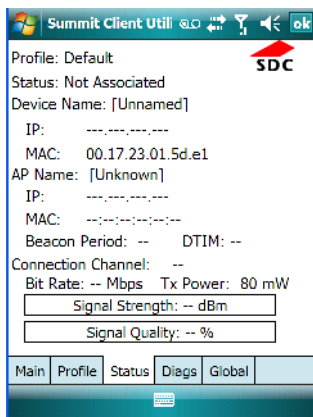 Summit Client Utili ok
SDC
Profile: Default
Status: Not Associated
Device Name: [Unnamed]
IP: ---.---.---.---
MAC: 00.17.23.01.5d.e1
AP Name: [Unknown]
IP: ---.---.---.---
MAC: --:--:--:--:--:--
Beacon Period: -- DTIM: --
Connection Channel: --
Bit Rate: -- Mbps Tx Power: 80 mW
Signal Strength: -- dBm
Signal Quality: -- %
Main Profile Status Diags Global